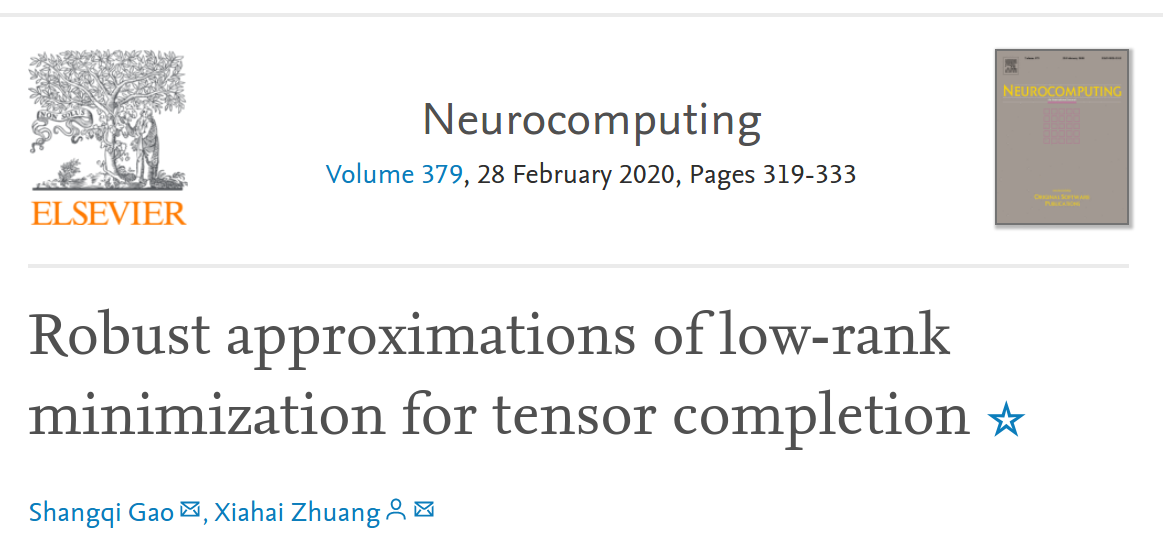 ELSEVIER
Neurocomputing
Volume 379, 28 February 2020, Pages 319-333
NEUROCOMPUTING
Robust approximations of low-rank
minimization for tensor completion ☆
Shangqi Gao, Xiahai Zhuang